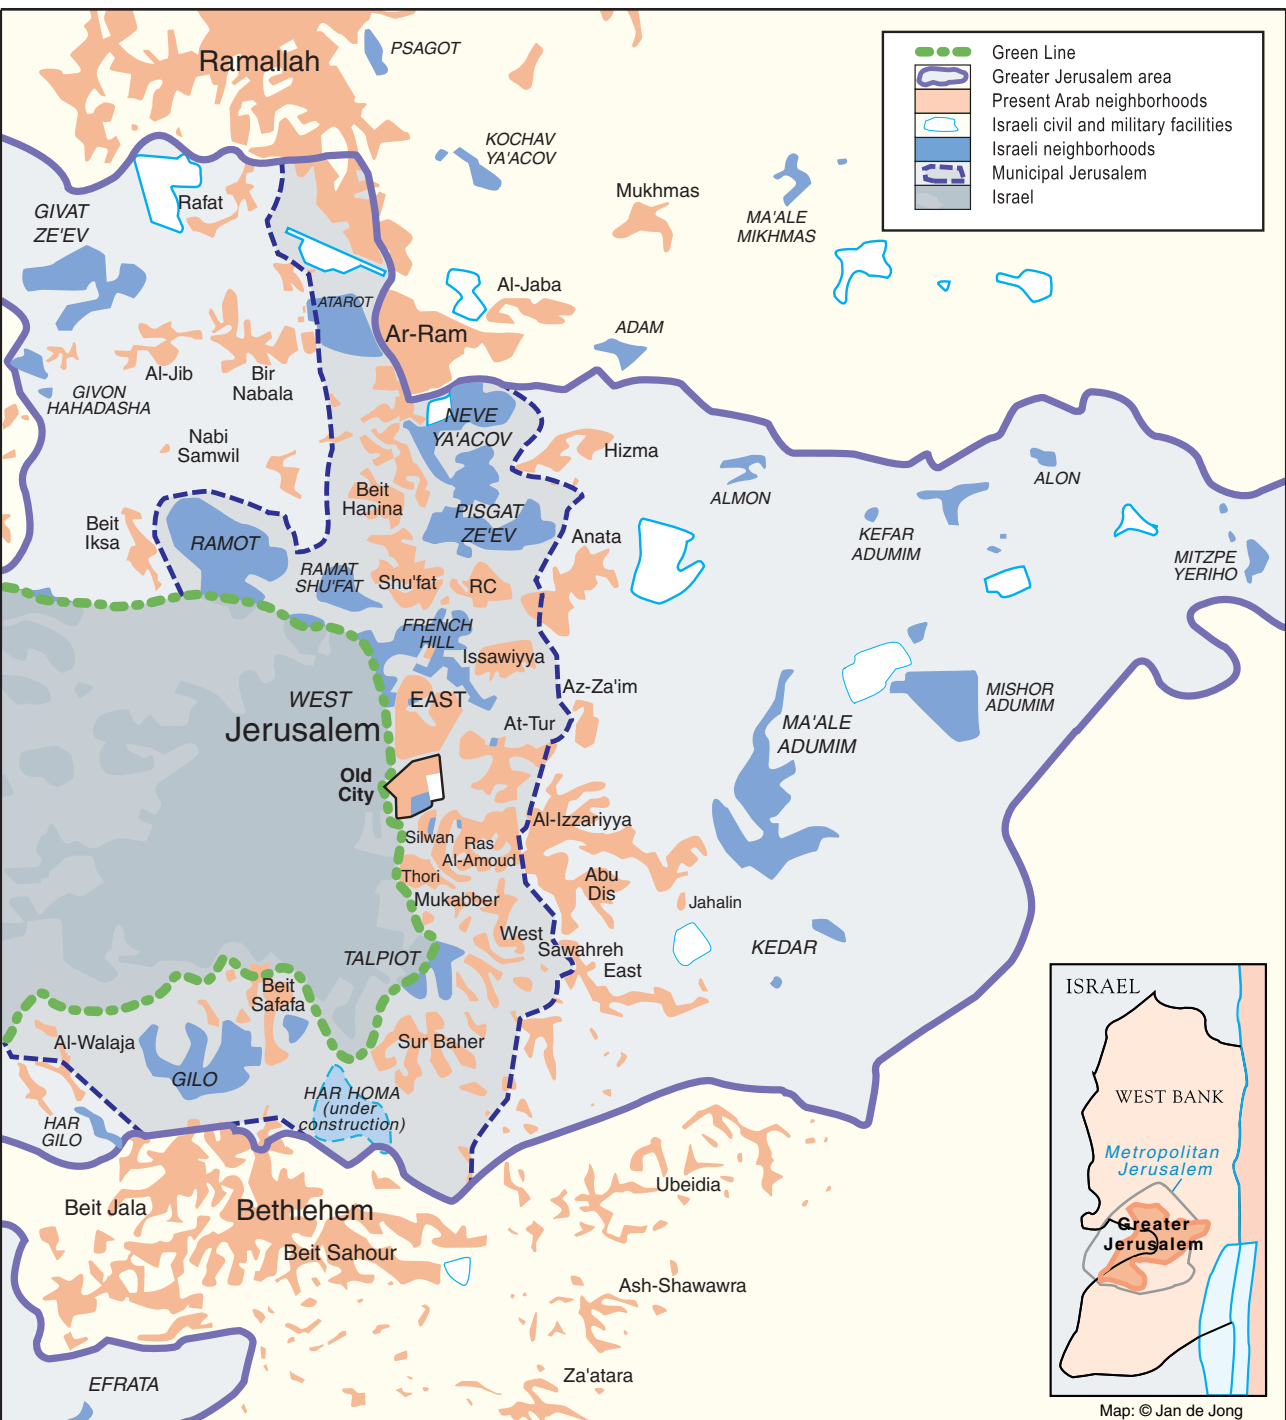 Ramallah
PSAGOT
Green Line
Greater Jerusalem area
Present Arab neighborhoods
Israeli civil and military facilities
Israeli neighborhoods
Municipal Jerusalem
Israel
KOCHAV
YA'ACOV
Mukhmas
MA'ALE
MIKHMAS
GIVAT
ZE'EV
Rafat
Al-Jaba
ATAROT
Ar-Ram
ADAM
Al-Jib
Bir
Nabala
GIVON
HAHADASHA
NEVE
YA'ACOV
Nabi
Samwil
Hizma
ALMON
ALON
Beit
Hanina
PISGAT
ZE'EV
Beit
Iksa
RAMOT
Anata
KEFAR
ADUMIM
MITZPE
YERIHO
RAMAT
SHU'FAT
Shu'fat
RC
FRENCH
HILL
Issawiyya
WEST
Jerusalem
EAST
Az-Za'im
At-Tur
MISHOR
ADUMIM
MA'ALE
ADUMIM
Old
City
Al-Izzariyya
Silwan
Ras
Al-Amoud
Thori
Abu
Dis
Mukabber
Jahalin
West
Sawahreh
East
KEDAR
TALPIOT
Beit
Safafa
Al-Walaja
Sur Baher
GILO
HAR HOMA
(under
construction)
HAR
GILO
Beit Jala
Bethlehem
Beit Sahour
Ubeidia
Ash-Shawawra
Za'atara
EFRATA
ISRAEL
WEST BANK
Metropolitan
Jerusalem
Greater
Jerusalem
Map: © Jan de Jong